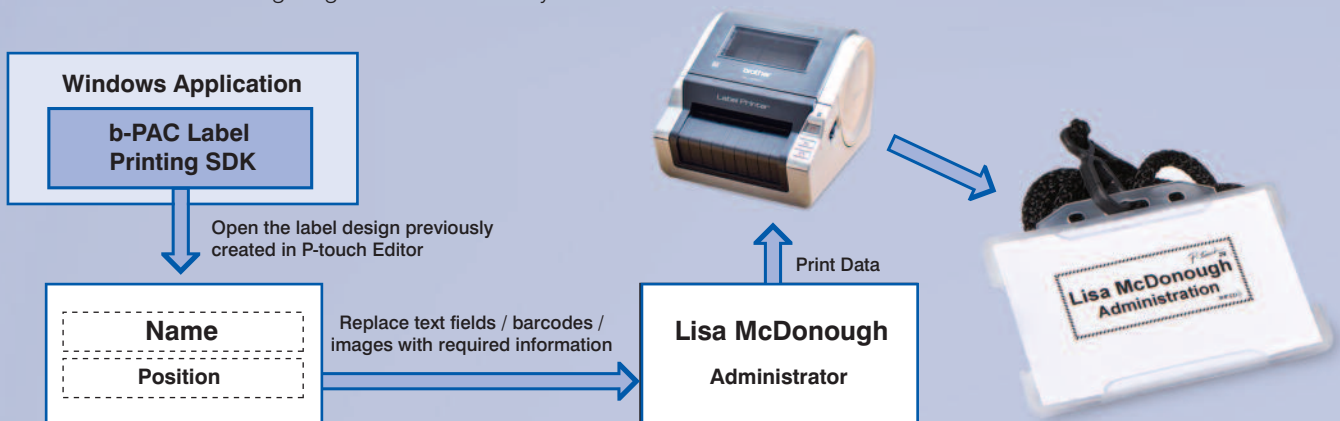 Windows Application
b-PAC Label
Printing SDK
Open the label design previously
created in P-touch Editor
Name
Position
Replace text fields / barcodes /
images with required information
Lisa McDonough
Administrator
Print Data
brother
Label Printer
Lisa McDonough
Administration